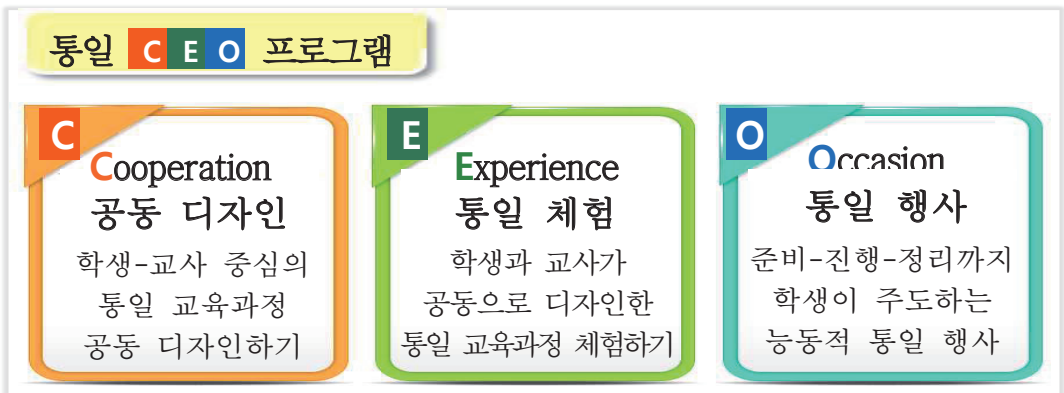 통일 C E O 프로그램
C
Cooperation
공동 디자인
학생-교사 중심의
통일 교육과정
공동 디자인하기
E
Experience
통일 체험
학생과 교사가
공동으로 디자인한
통일 교육과정 체험하기
O
Occasion
통일 행사
준비-진행-정리까지
학생이 주도하는
능동적 통일 행사